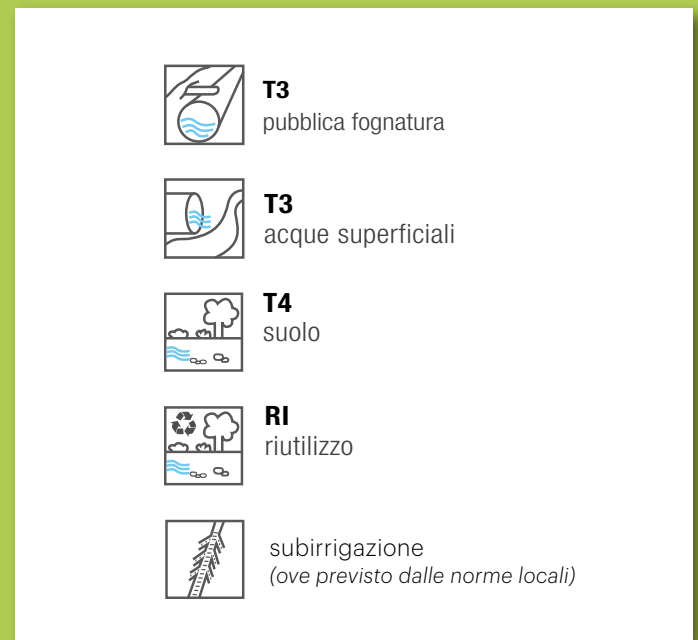 T3
pubblica fognatura
T3
acque superficiali
T4
suolo
RI
riutilizzo
subirrigazione
(ove previsto dalle norme locali)